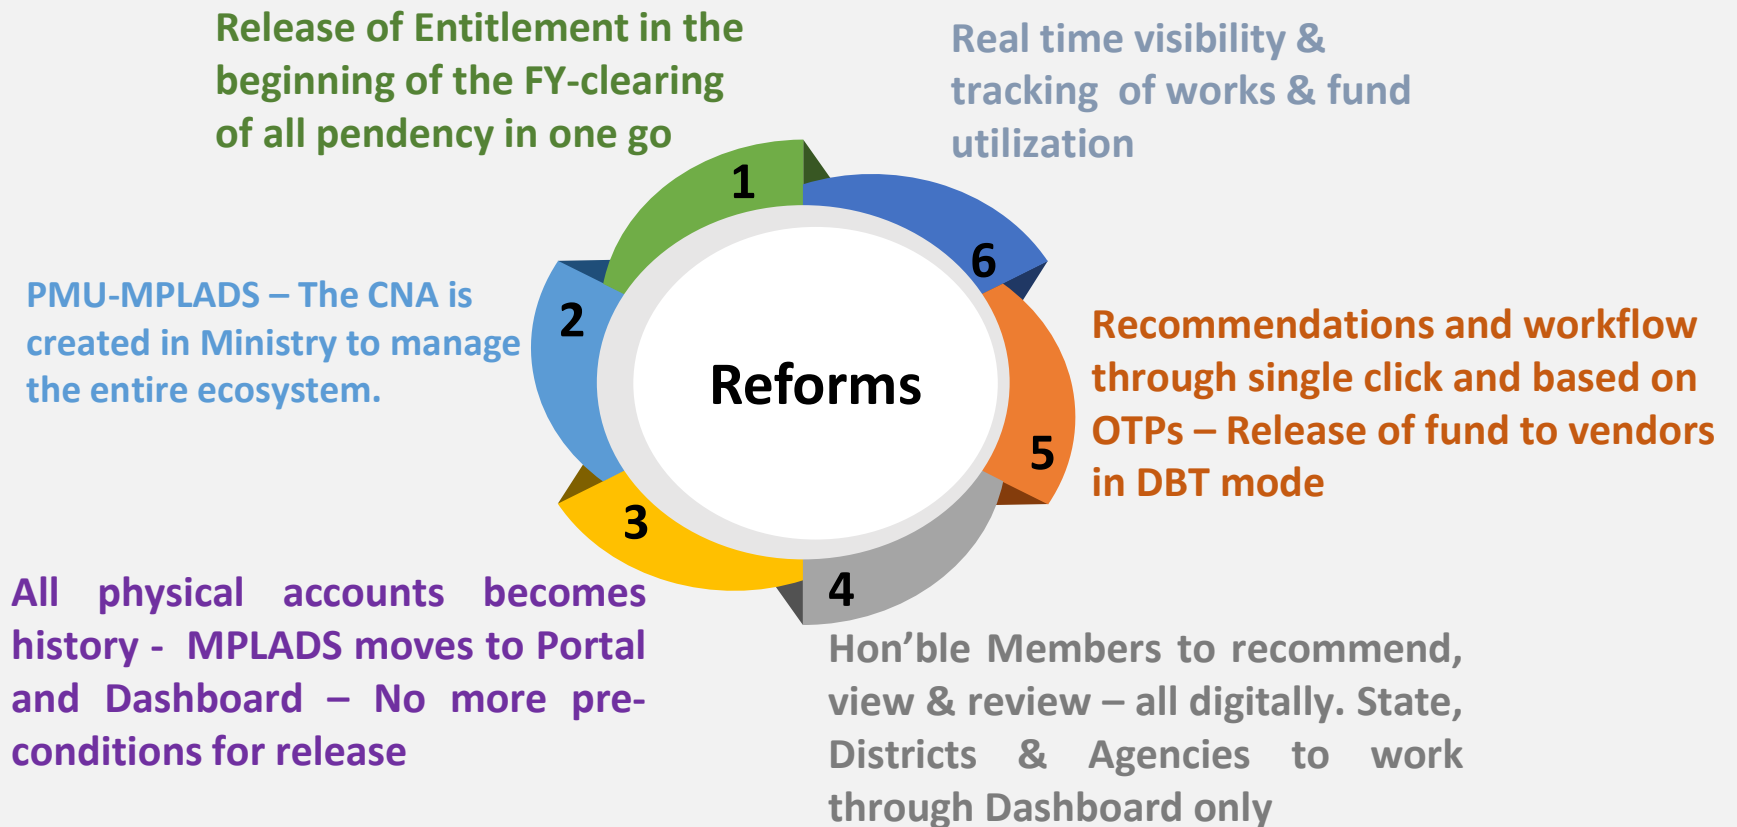 Release of Entitlement in the
beginning of the FY-clearing
of all pendency in one go
1
PMU-MPLADS – The CNA is
created in Ministry to manage
the entire ecosystem.
2
All physical accounts becomes
history - MPLADS moves to Portal
and Dashboard – No more pre-
conditions for release
3
Hon’ble Members to recommend,
view & review – all digitally. State,
Districts & Agencies to work
through Dashboard only
4
Recommendations and workflow
through single click and based on
OTPs – Release of fund to vendors
in DBT mode
5
Real time visibility &
tracking of works & fund
utilization
6
Reforms